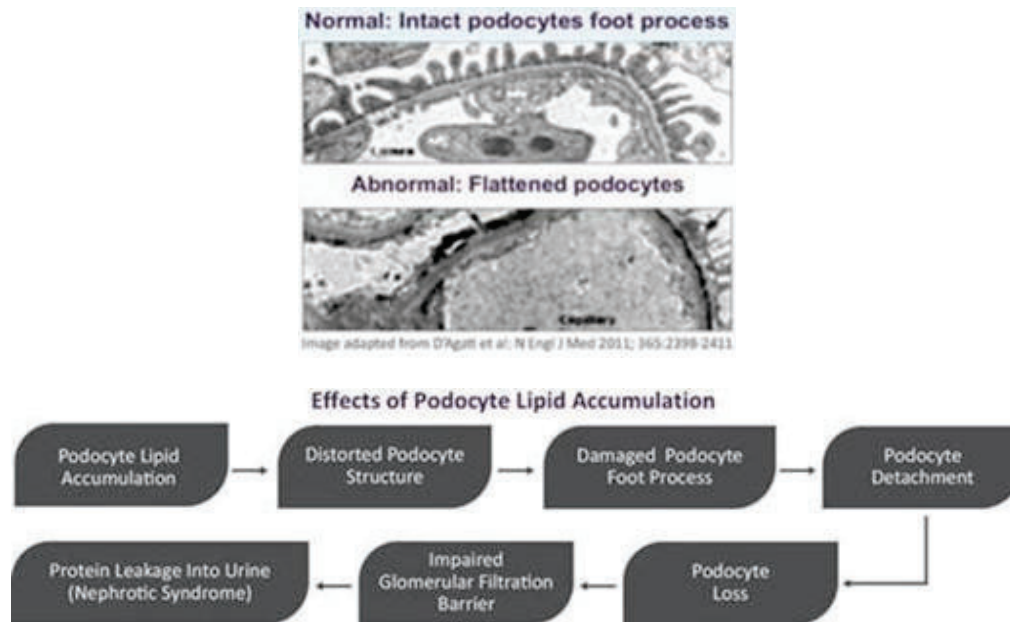 Normal: Intact podocytes foot process
Lumen
Abnormal: Flattened podocytes
Capillary
Image adapted from D'Agati et al; N Engl J Med 2011; 365:2398-2411
Effects of Podocyte Lipid Accumulation
Podocyte Lipid
Accumulation
Distorted Podocyte
Structure
Damaged Podocyte
Foot Process
Podocyte
Detachment
Podocyte
Loss
Impaired
Glomerular Filtration
Barrier
Protein Leakage Into Urine
(Nephrotic Syndrome)